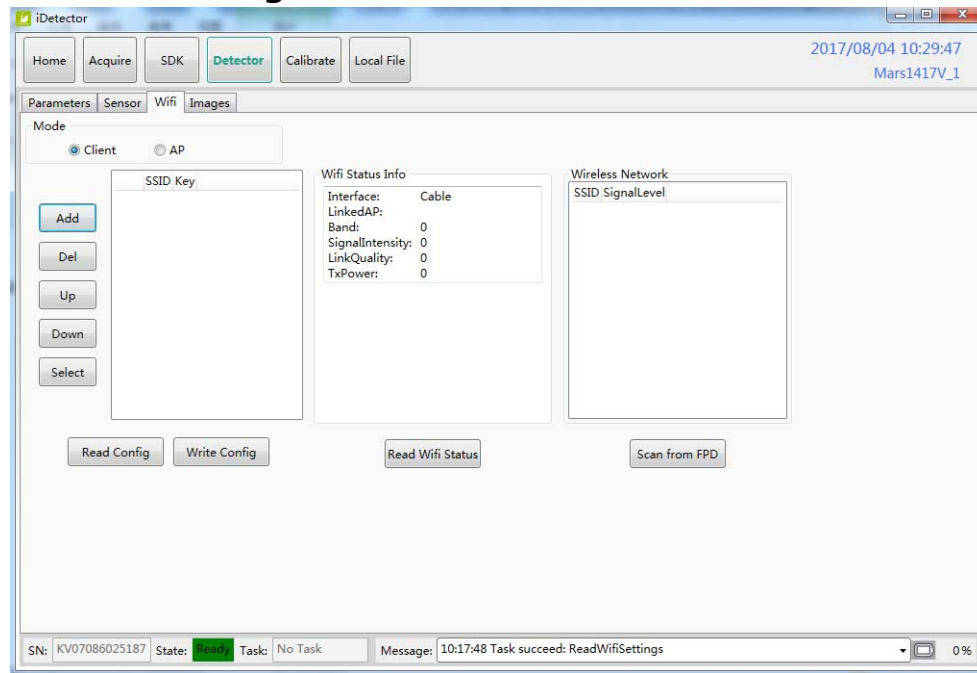 iDetector
Home Acquire SDK Detector Calibrate Local File
2017/08/04 10:29:47
Mars1417V_1
Parameters Sensor Wifi Images
Mode
Client AP
SSID Key
Add
Del
Up
Down
Select
Read Config Write Config
Wifi Status Info
Interface: Cable
LinkedAP:
Band: 0
SignalIntensity: 0
LinkQuality: 0
TxPower: 0
Read Wifi Status
Wireless Network
SSID SignalLevel
Scan from FPD
SN: KV07086025187 State: Ready Task: No Task Message: 10:17:48 Task succeed: ReadWifiSettings 0%